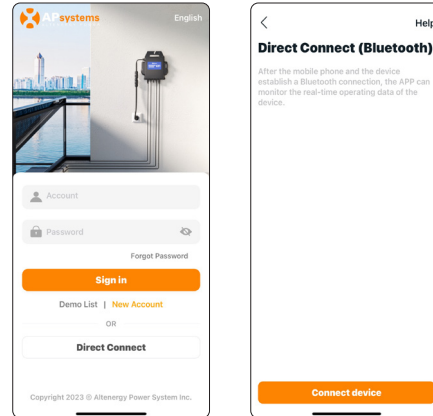 APsystems
English
Account
Password
Forgot Password
Sign in
Demo List | New Account
OR
Direct Connect
Copyright 2023 © Altenergy Power System Inc.
Help
Direct Connect (Bluetooth)
After the mobile phone and the device
establish a Bluetooth connection, the APP can
monitor the real-time operating data of the
device.
Connect device